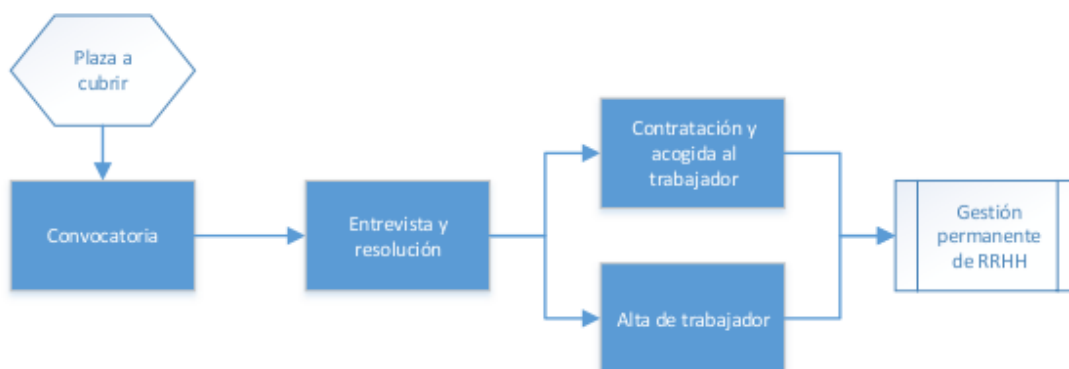 Plaza a
cubrir
Convocatoria
Entrevista y
resolución
Contratación y
acogida al
trabajador
Alta de trabajador
Gestión
permanente
de RRHH